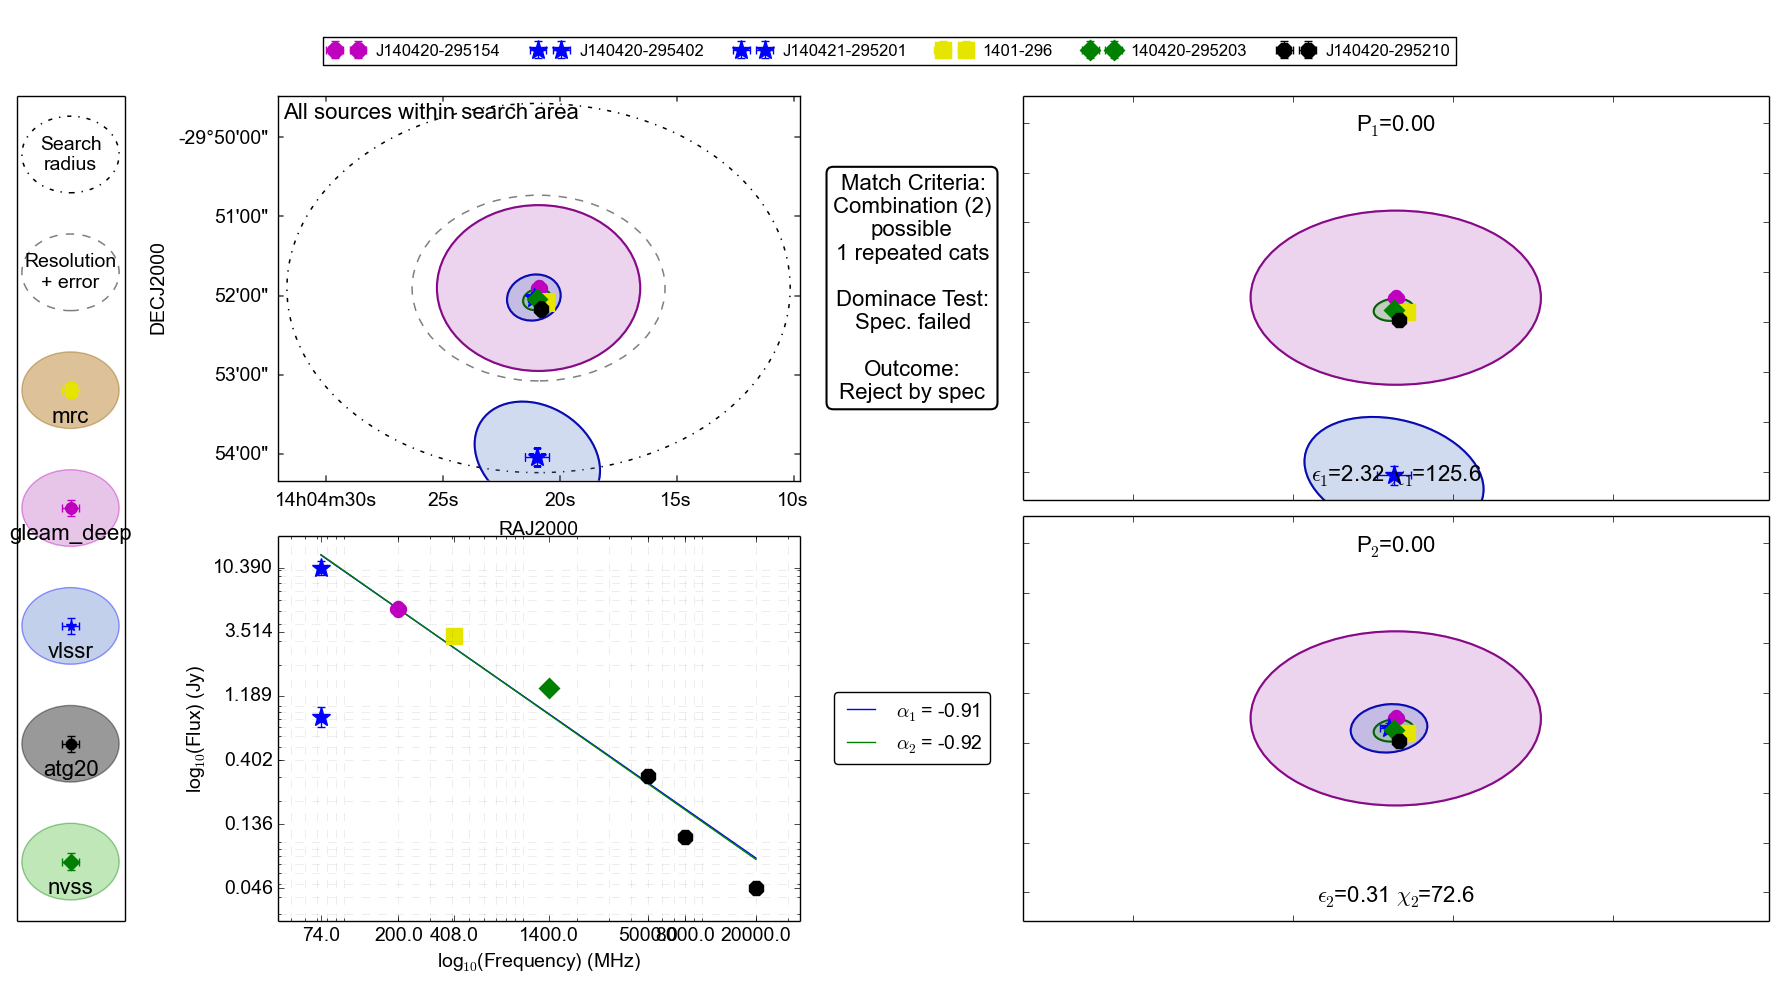 J140420-295154 J140420-295402 J140421-295201 1401-296 140420-295203 J140420-295210
Search
radius
Resolution
+ error
mrc
gleam_deep
vlssr
atg20
nvss
All sources within search area
DECJ2000
-29°50'00"
51'00"
52'00"
53'00"
54'00"
14h04m30s 25s 20s 15s 10s
RAJ2000
Match Criteria:
Combination (2)
possible
1 repeated cats
Dominace Test:
Spec. failed
Outcome:
Reject by spec
P₁=0.00
ϵ₁=2.32 χ₁=125.6
log₁₀(Flux) (Jy)
10.390
3.514
1.189
0.402
0.136
0.046
74.0 200.0 408.0 1400.0 5000.0 8000.0 20000.0
log₁₀(Frequency) (MHz)
α₁ = -0.91
α₂ = -0.92
P₂=0.00
ϵ₂=0.31 χ₂=72.6